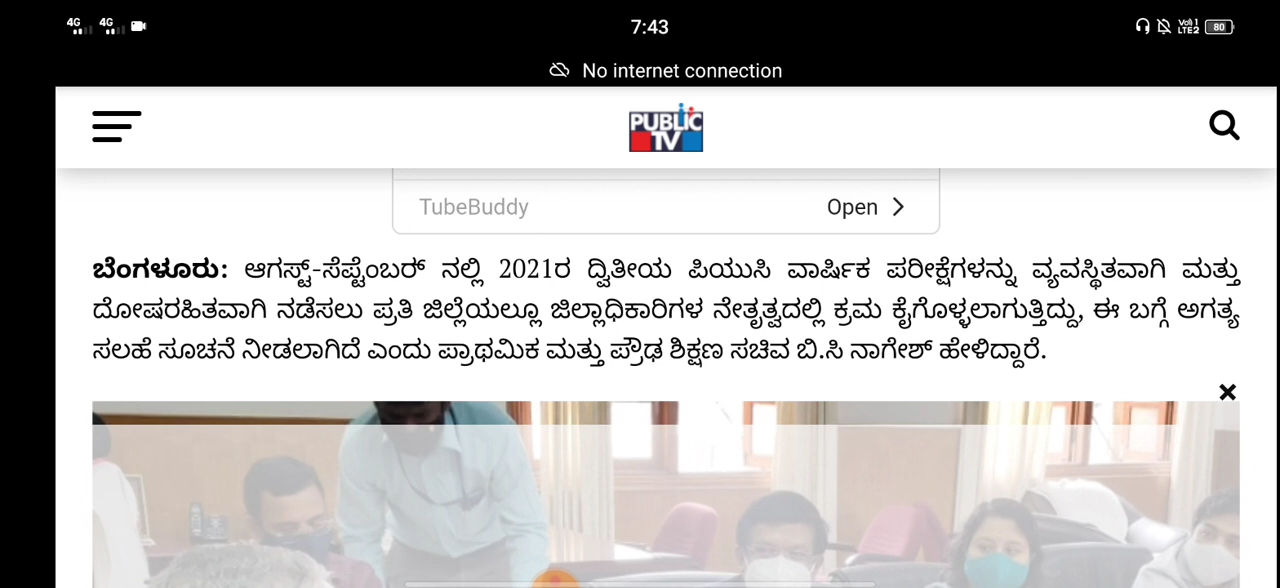 4G 4G 7:43 Vo) 1 LTE2 80
No internet connection
PUBLIC
TV
TubeBuddy Open
ಬೆಂಗಳೂರು: ಆಗಸ್ಟ್-ಸೆಪ್ಟೆಂಬರ್ ನಲ್ಲಿ 2021ರ ದ್ವಿತೀಯ ಪಿಯುಸಿ ವಾರ್ಷಿಕ ಪರೀಕ್ಷೆಗಳನ್ನು ವ್ಯವಸ್ಥಿತವಾಗಿ ಮತ್ತು
ದೋಷರಹಿತವಾಗಿ ನಡೆಸಲು ಪ್ರತಿ ಜಿಲ್ಲೆಯಲ್ಲೂ ಜಿಲ್ಲಾಧಿಕಾರಿಗಳ ನೇತೃತ್ವದಲ್ಲಿ ಕ್ರಮ ಕೈಗೊಳ್ಳಲಾಗುತ್ತಿದ್ದು, ಈ ಬಗ್ಗೆ ಅಗತ್ಯ
ಸಲಹೆ ಸೂಚನೆ ನೀಡಲಾಗಿದೆ ಎಂದು ಪ್ರಾಥಮಿಕ ಮತ್ತು ಪ್ರೌಢ ಶಿಕ್ಷಣ ಸಚಿವ ಬಿ.ಸಿ ನಾಗೇಶ್ ಹೇಳಿದ್ದಾರೆ.